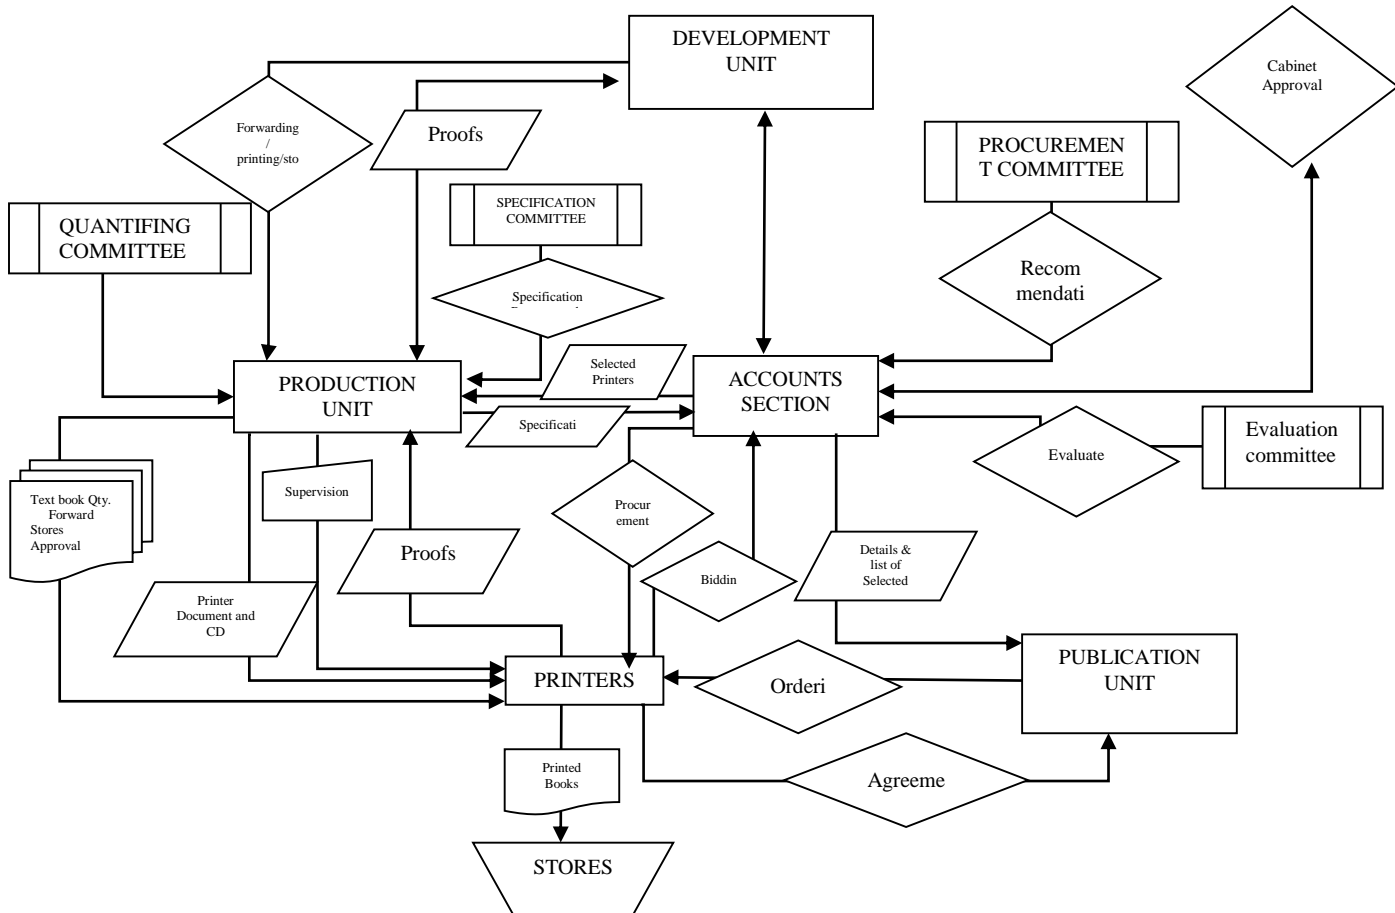 DEVELOPMENT
UNIT
Cabinet
Approval
Forwarding
/
printing/sto
Proofs
PROCUREMEN
T COMMITTEE
SPECIFICATION
COMMITTEE
QUANTIFING
COMMITTEE
Recom
mendati
Specification
Selected
Printers
PRODUCTION
UNIT
ACCOUNTS
SECTION
Specificati
Evaluate
Evaluation
committee
Text book Qty.
Forward
Stores
Approval
Supervision
Proofs
Procur
ement
Biddin
Details &
list of
Selected
Printer
Document and
CD
PRINTERS
Orderi
PUBLICATION
UNIT
Printed
Books
Agreeme
STORES